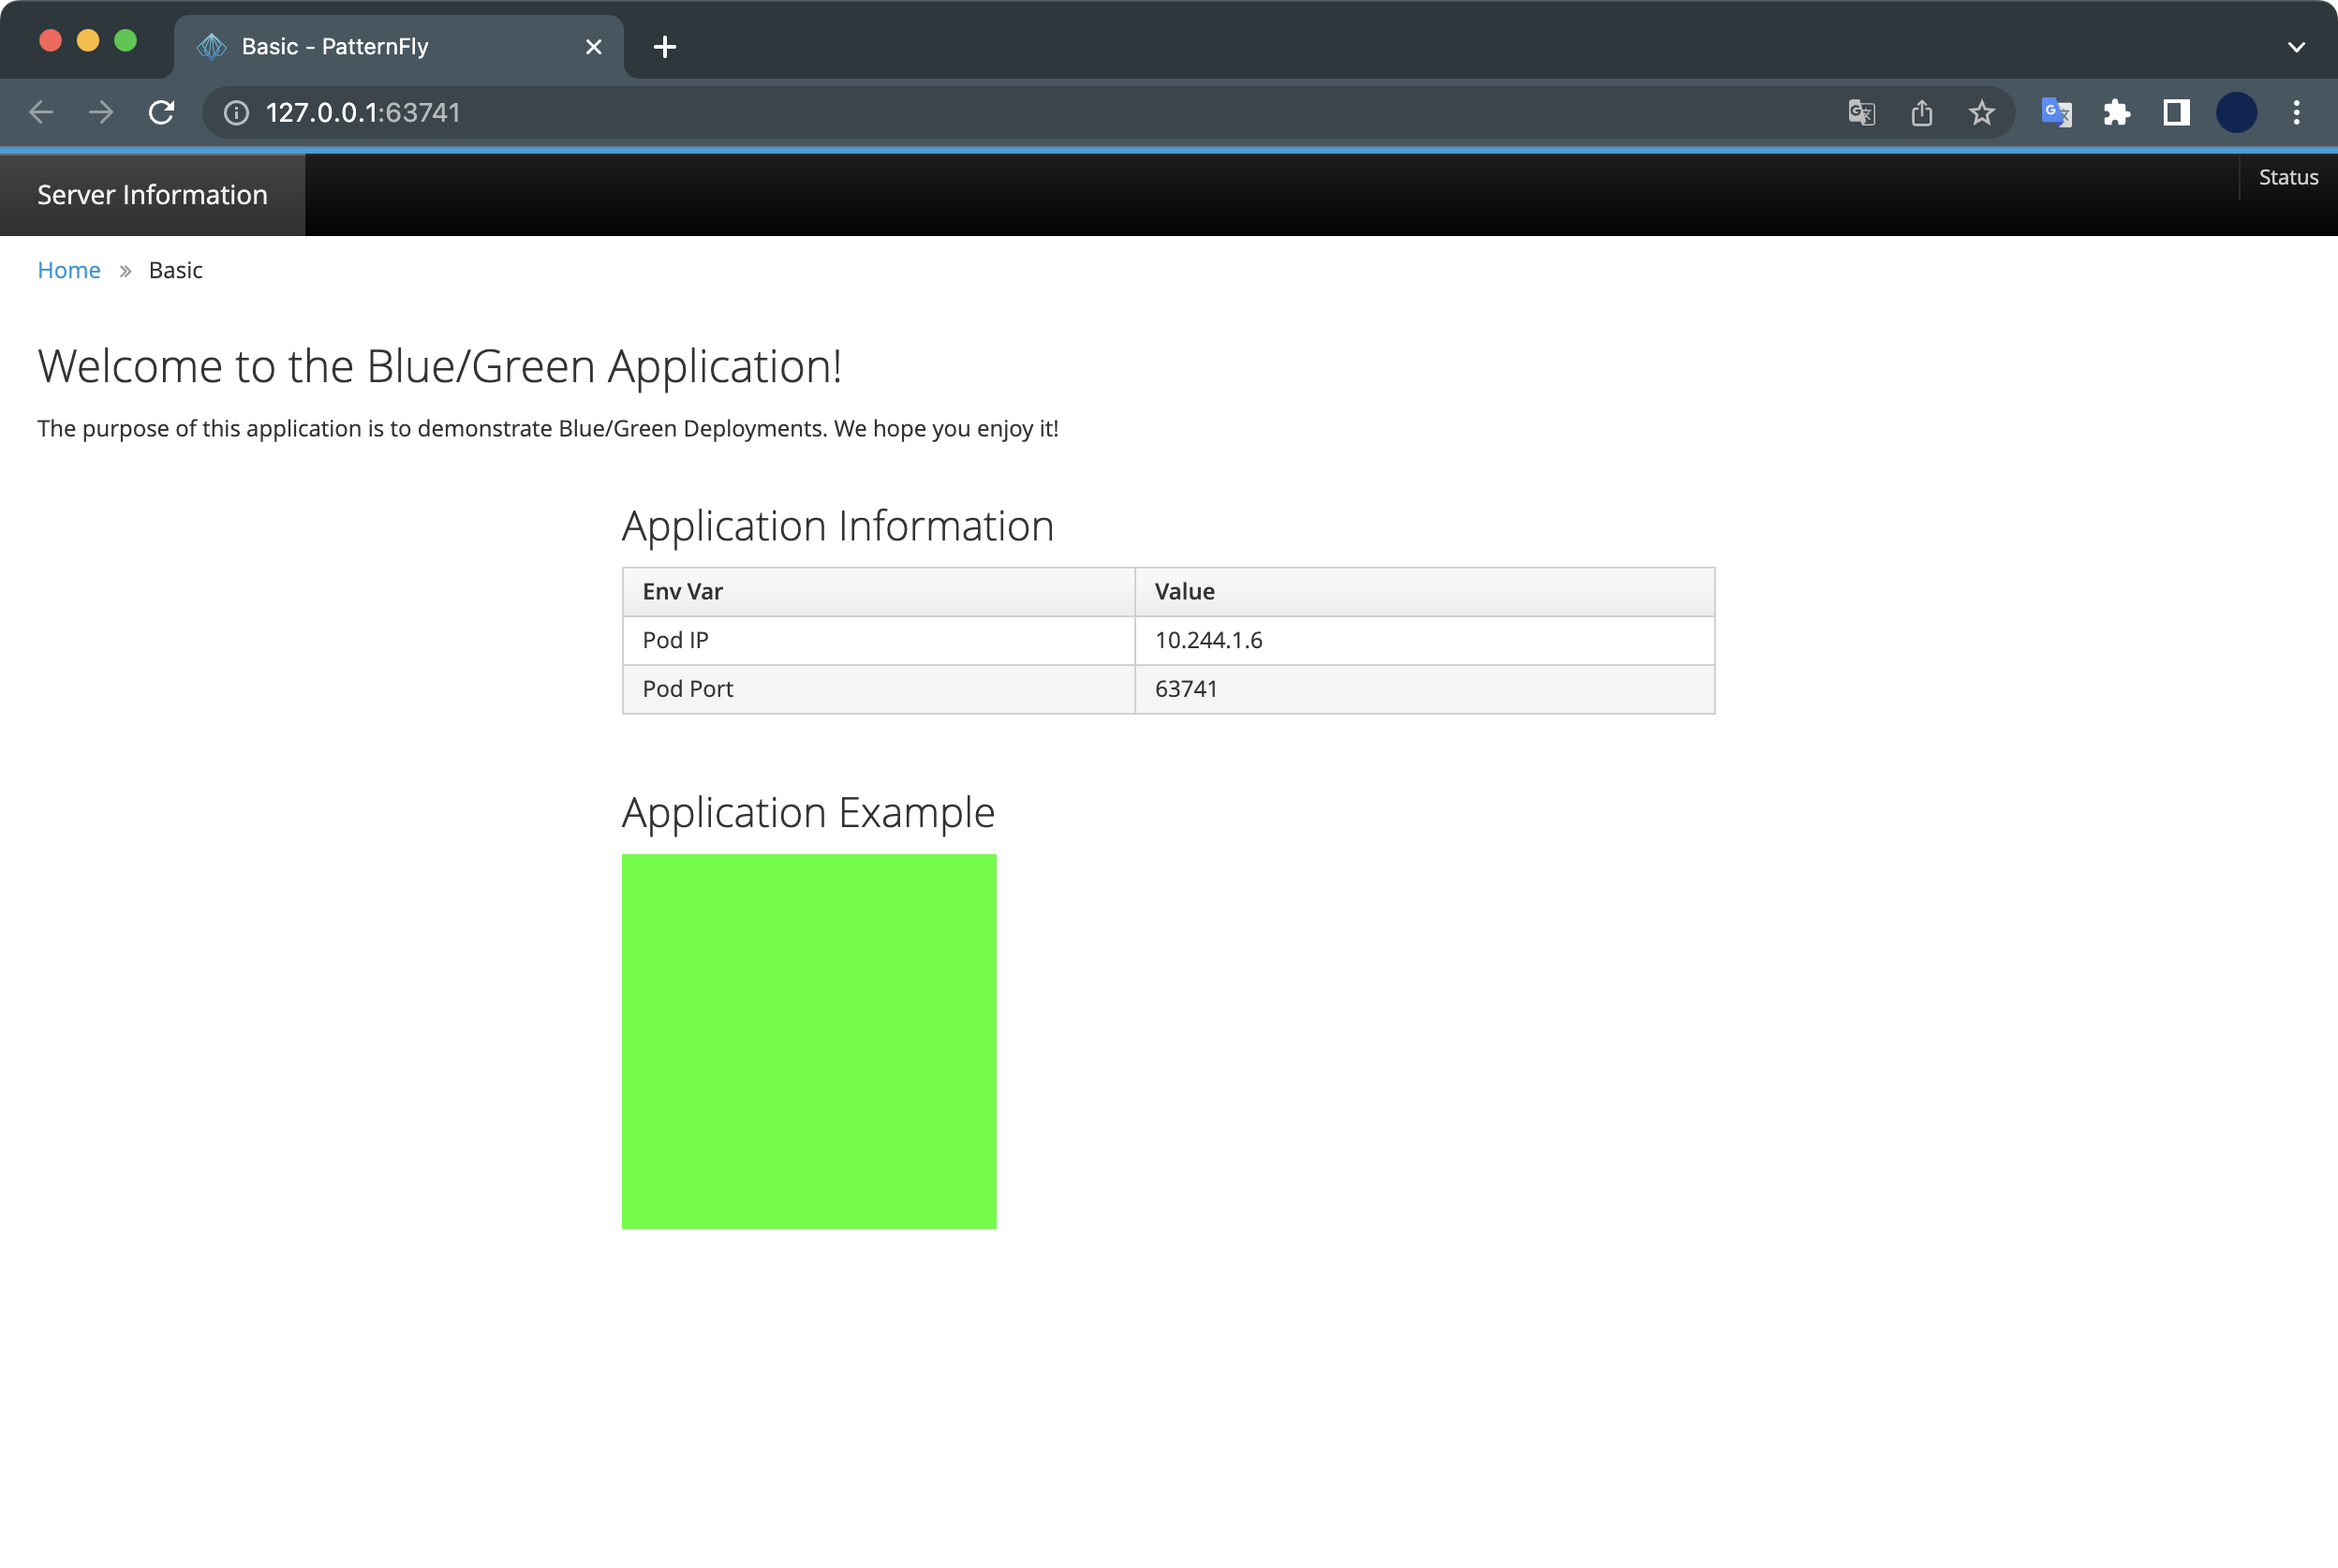 Basic - PatternFly
127.0.0.1:63741
Server Information
Status
Home » Basic
Welcome to the Blue/Green Application!
The purpose of this application is to demonstrate Blue/Green Deployments. We hope you enjoy it!
Application Information
Env Var Value
Pod IP 10.244.1.6
Pod Port 63741
Application Example